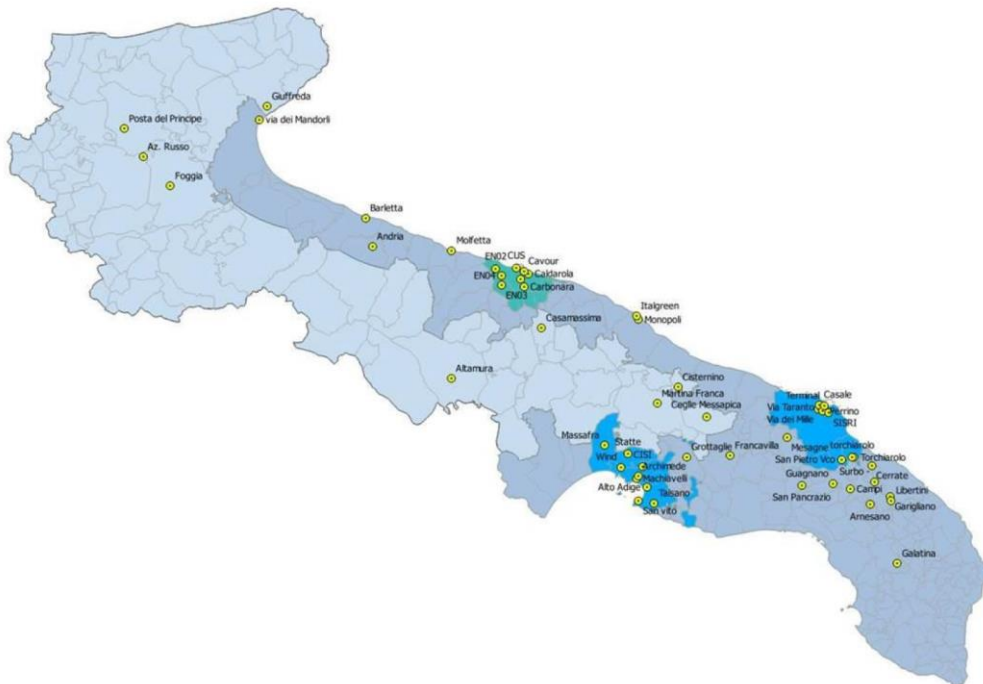 Giuffreda
via dei Mandorli
Posta del Principe
Az. Russo
Foggia
Barletta
Andria
Molfetta
EN02 CUS
Cavour
EN04
Caldarola
Carbonara
EN03
Italgreen
Monopoli
Casamassima
Altamura
Cisternino
Martina Franca
Ceglie Messapica
Terminal Casale
Via Taranto
Perrino
Via dei Mille
SISRI
Massafra
Statte
Grottaglie Francavilla
Mesagne torchiarolo
Wind
CISI
San Pietro Vco
Torchiarolo
Archimede
Guagnano
Surbo
Cerrate
Machiavelli
Alto Adige
Talsano
San Pancrazio
Campi
Libertini
San vito
Arnesano
Garigliano
Galatina